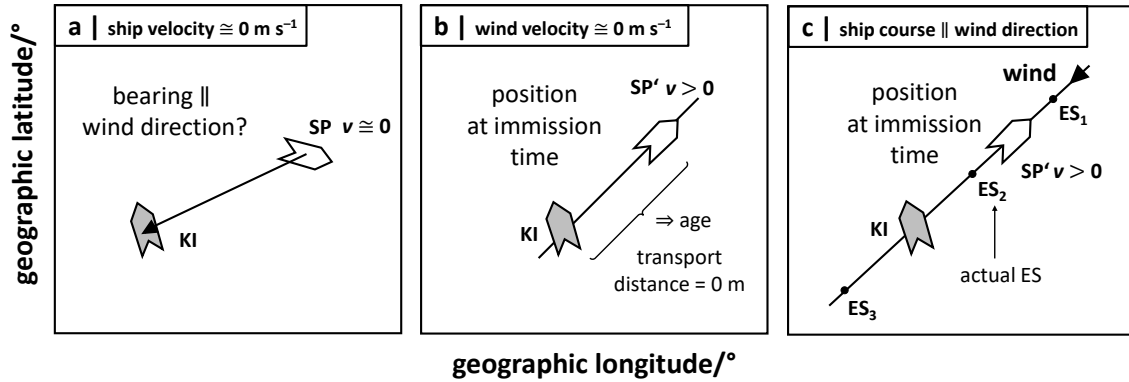 a | ship velocity ≅ 0 m s⁻¹
bearing ||
wind direction?
SP v ≅ 0
KI
b | wind velocity ≅ 0 m s⁻¹
position
at immission
time
SP‘ v > 0
KI
⇒ age
transport
distance = 0 m
c | ship course || wind direction
wind
position
at immission
time
ES₁
SP‘ v > 0
ES₂
KI
actual ES
ES₃
geographic latitude/°
geographic longitude/°